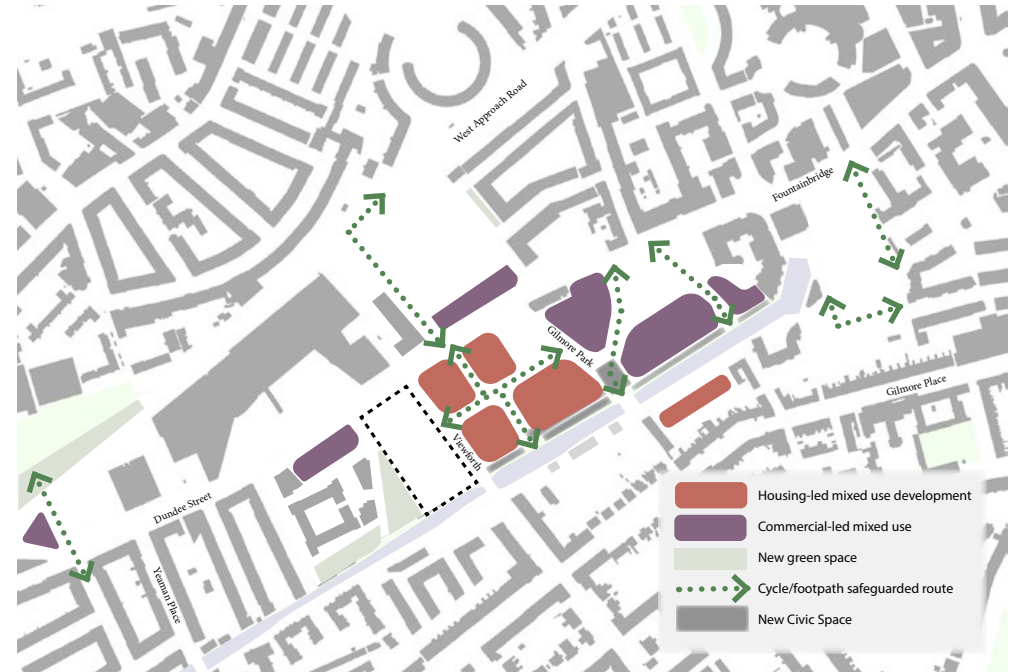 West Approach Road
Fountainbridge
Gilmore Park
Gilmore Place
Viewforth
Dundee Street
Yeaman Place
Housing-led mixed use development
Commercial-led mixed use
New green space
Cycle/footpath safeguarded route
New Civic Space